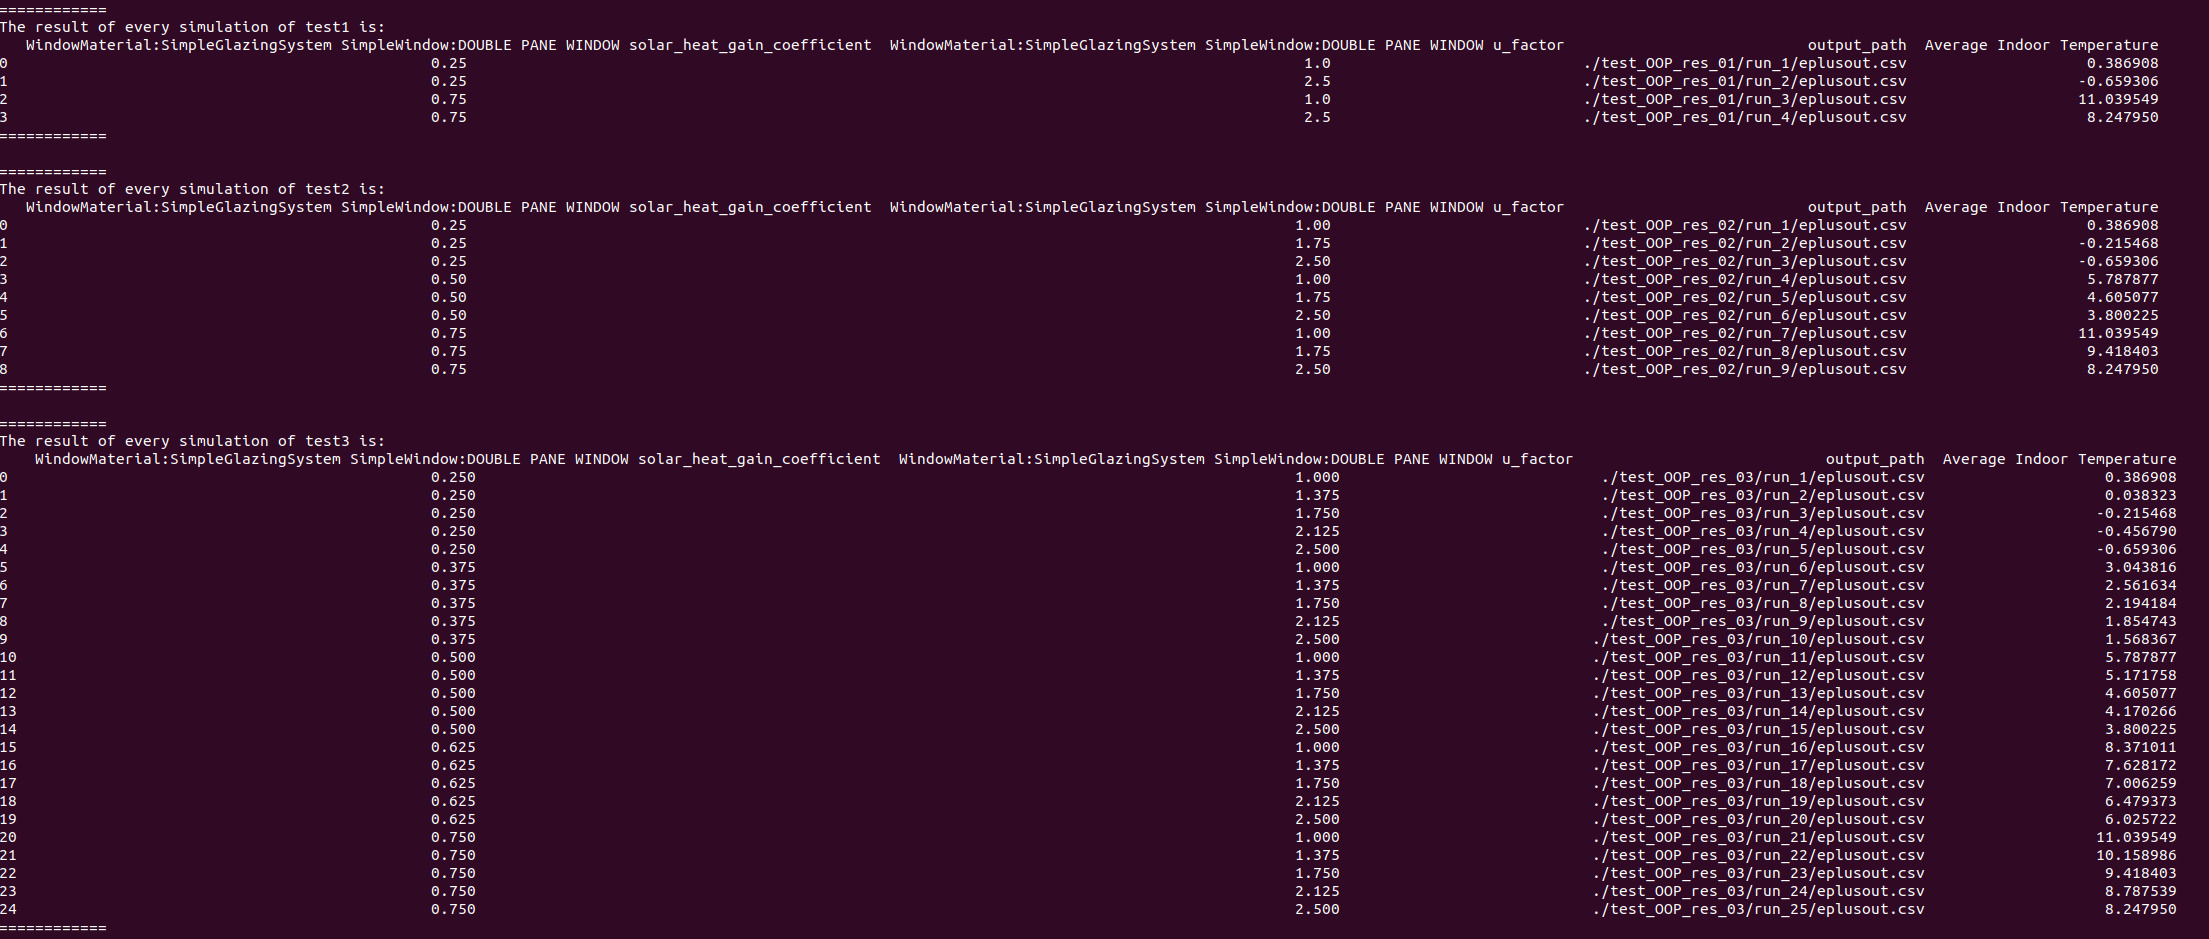 ============
The result of every simulation of test1 is:
WindowMaterial:SimpleGlazingSystem SimpleWindow:DOUBLE PANE WINDOW solar_heat_gain_coefficient WindowMaterial:SimpleGlazingSystem SimpleWindow:DOUBLE PANE WINDOW u_factor output_path Average Indoor Temperature
0 0.25 1.0 ./test_OOP_res_01/run_1/eplusout.csv 0.386908
1 0.25 2.5 ./test_OOP_res_01/run_2/eplusout.csv -0.659306
2 0.75 1.0 ./test_OOP_res_01/run_3/eplusout.csv 11.039549
3 0.75 2.5 ./test_OOP_res_01/run_4/eplusout.csv 8.247950
============
============
The result of every simulation of test2 is:
WindowMaterial:SimpleGlazingSystem SimpleWindow:DOUBLE PANE WINDOW solar_heat_gain_coefficient WindowMaterial:SimpleGlazingSystem SimpleWindow:DOUBLE PANE WINDOW u_factor output_path Average Indoor Temperature
0 0.25 1.00 ./test_OOP_res_02/run_1/eplusout.csv 0.386908
1 0.25 1.75 ./test_OOP_res_02/run_2/eplusout.csv -0.215468
2 0.25 2.50 ./test_OOP_res_02/run_3/eplusout.csv -0.659306
3 0.50 1.00 ./test_OOP_res_02/run_4/eplusout.csv 5.787877
4 0.50 1.75 ./test_OOP_res_02/run_5/eplusout.csv 4.605077
5 0.50 2.50 ./test_OOP_res_02/run_6/eplusout.csv 3.800225
6 0.75 1.00 ./test_OOP_res_02/run_7/eplusout.csv 11.039549
7 0.75 1.75 ./test_OOP_res_02/run_8/eplusout.csv 9.418403
8 0.75 2.50 ./test_OOP_res_02/run_9/eplusout.csv 8.247950
============
============
The result of every simulation of test3 is:
WindowMaterial:SimpleGlazingSystem SimpleWindow:DOUBLE PANE WINDOW solar_heat_gain_coefficient WindowMaterial:SimpleGlazingSystem SimpleWindow:DOUBLE PANE WINDOW u_factor output_path Average Indoor Temperature
0 0.250 1.000 ./test_OOP_res_03/run_1/eplusout.csv 0.386908
1 0.250 1.375 ./test_OOP_res_03/run_2/eplusout.csv 0.038323
2 0.250 1.750 ./test_OOP_res_03/run_3/eplusout.csv -0.215468
3 0.250 2.125 ./test_OOP_res_03/run_4/eplusout.csv -0.456790
4 0.250 2.500 ./test_OOP_res_03/run_5/eplusout.csv -0.659306
5 0.375 1.000 ./test_OOP_res_03/run_6/eplusout.csv 3.043816
6 0.375 1.375 ./test_OOP_res_03/run_7/eplusout.csv 2.561634
7 0.375 1.750 ./test_OOP_res_03/run_8/eplusout.csv 2.194184
8 0.375 2.125 ./test_OOP_res_03/run_9/eplusout.csv 1.854743
9 0.375 2.500 ./test_OOP_res_03/run_10/eplusout.csv 1.568367
10 0.500 1.000 ./test_OOP_res_03/run_11/eplusout.csv 5.787877
11 0.500 1.375 ./test_OOP_res_03/run_12/eplusout.csv 5.171758
12 0.500 1.750 ./test_OOP_res_03/run_13/eplusout.csv 4.605077
13 0.500 2.125 ./test_OOP_res_03/run_14/eplusout.csv 4.170266
14 0.500 2.500 ./test_OOP_res_03/run_15/eplusout.csv 3.800225
15 0.625 1.000 ./test_OOP_res_03/run_16/eplusout.csv 8.371011
16 0.625 1.375 ./test_OOP_res_03/run_17/eplusout.csv 7.628172
17 0.625 1.750 ./test_OOP_res_03/run_18/eplusout.csv 7.006259
18 0.625 2.125 ./test_OOP_res_03/run_19/eplusout.csv 6.479373
19 0.625 2.500 ./test_OOP_res_03/run_20/eplusout.csv 6.025722
20 0.750 1.000 ./test_OOP_res_03/run_21/eplusout.csv 11.039549
21 0.750 1.375 ./test_OOP_res_03/run_22/eplusout.csv 10.158986
22 0.750 1.750 ./test_OOP_res_03/run_23/eplusout.csv 9.418403
23 0.750 2.125 ./test_OOP_res_03/run_24/eplusout.csv 8.787539
24 0.750 2.500 ./test_OOP_res_03/run_25/eplusout.csv 8.247950
============